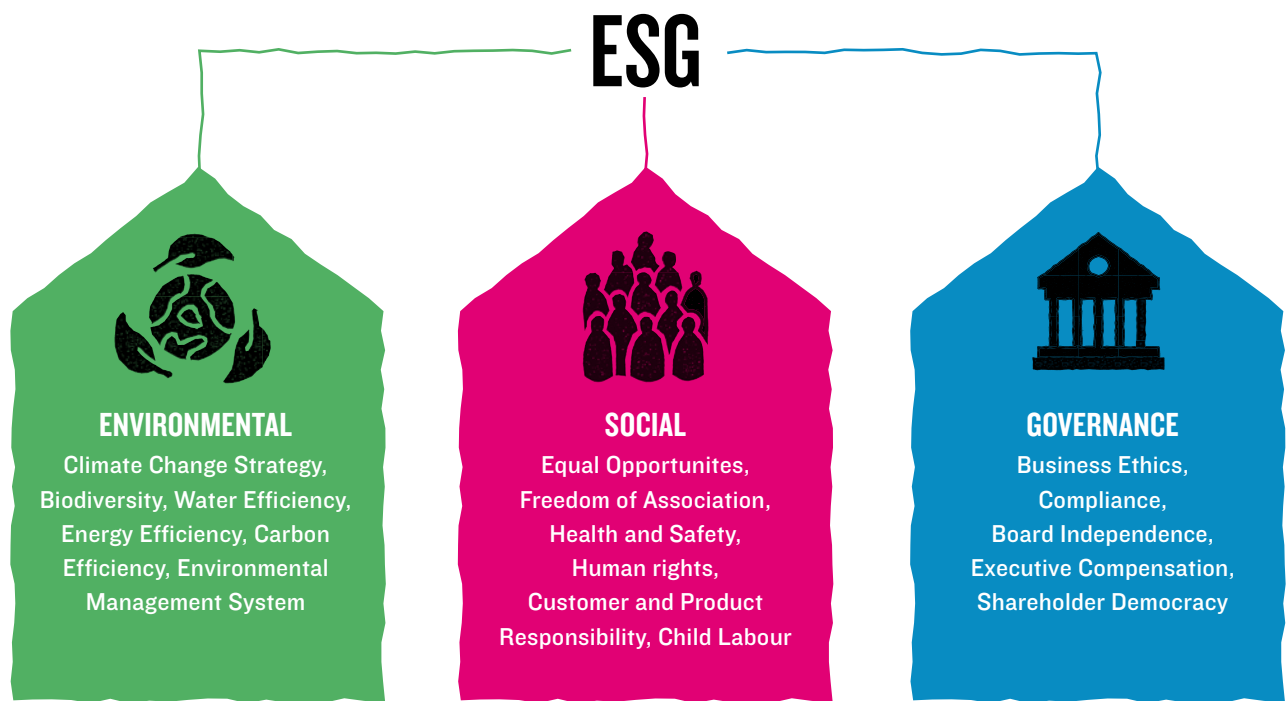 ESG
ENVIRONMENTAL
Climate Change Strategy,
Biodiversity, Water Efficiency,
Energy Efficiency, Carbon
Efficiency, Environmental
Management System
SOCIAL
Equal Opportunites,
Freedom of Association,
Health and Safety,
Human rights,
Customer and Product
Responsibility, Child Labour
GOVERNANCE
Business Ethics,
Compliance,
Board Independence,
Executive Compensation,
Shareholder Democracy